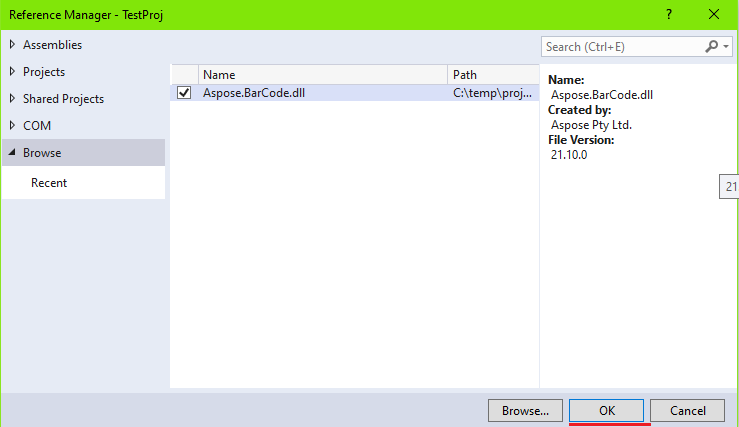 Reference Manager - TestProj
?
Assemblies
Projects
Shared Projects
COM
Browse
Recent
Name
Path
Aspose.BarCode.dll
C:\temp\proj...
Search (Ctrl+E)
Name:
Aspose.BarCode.dll
Created by:
Aspose Pty Ltd.
File Version:
21.10.0
21
Browse...
OK
Cancel